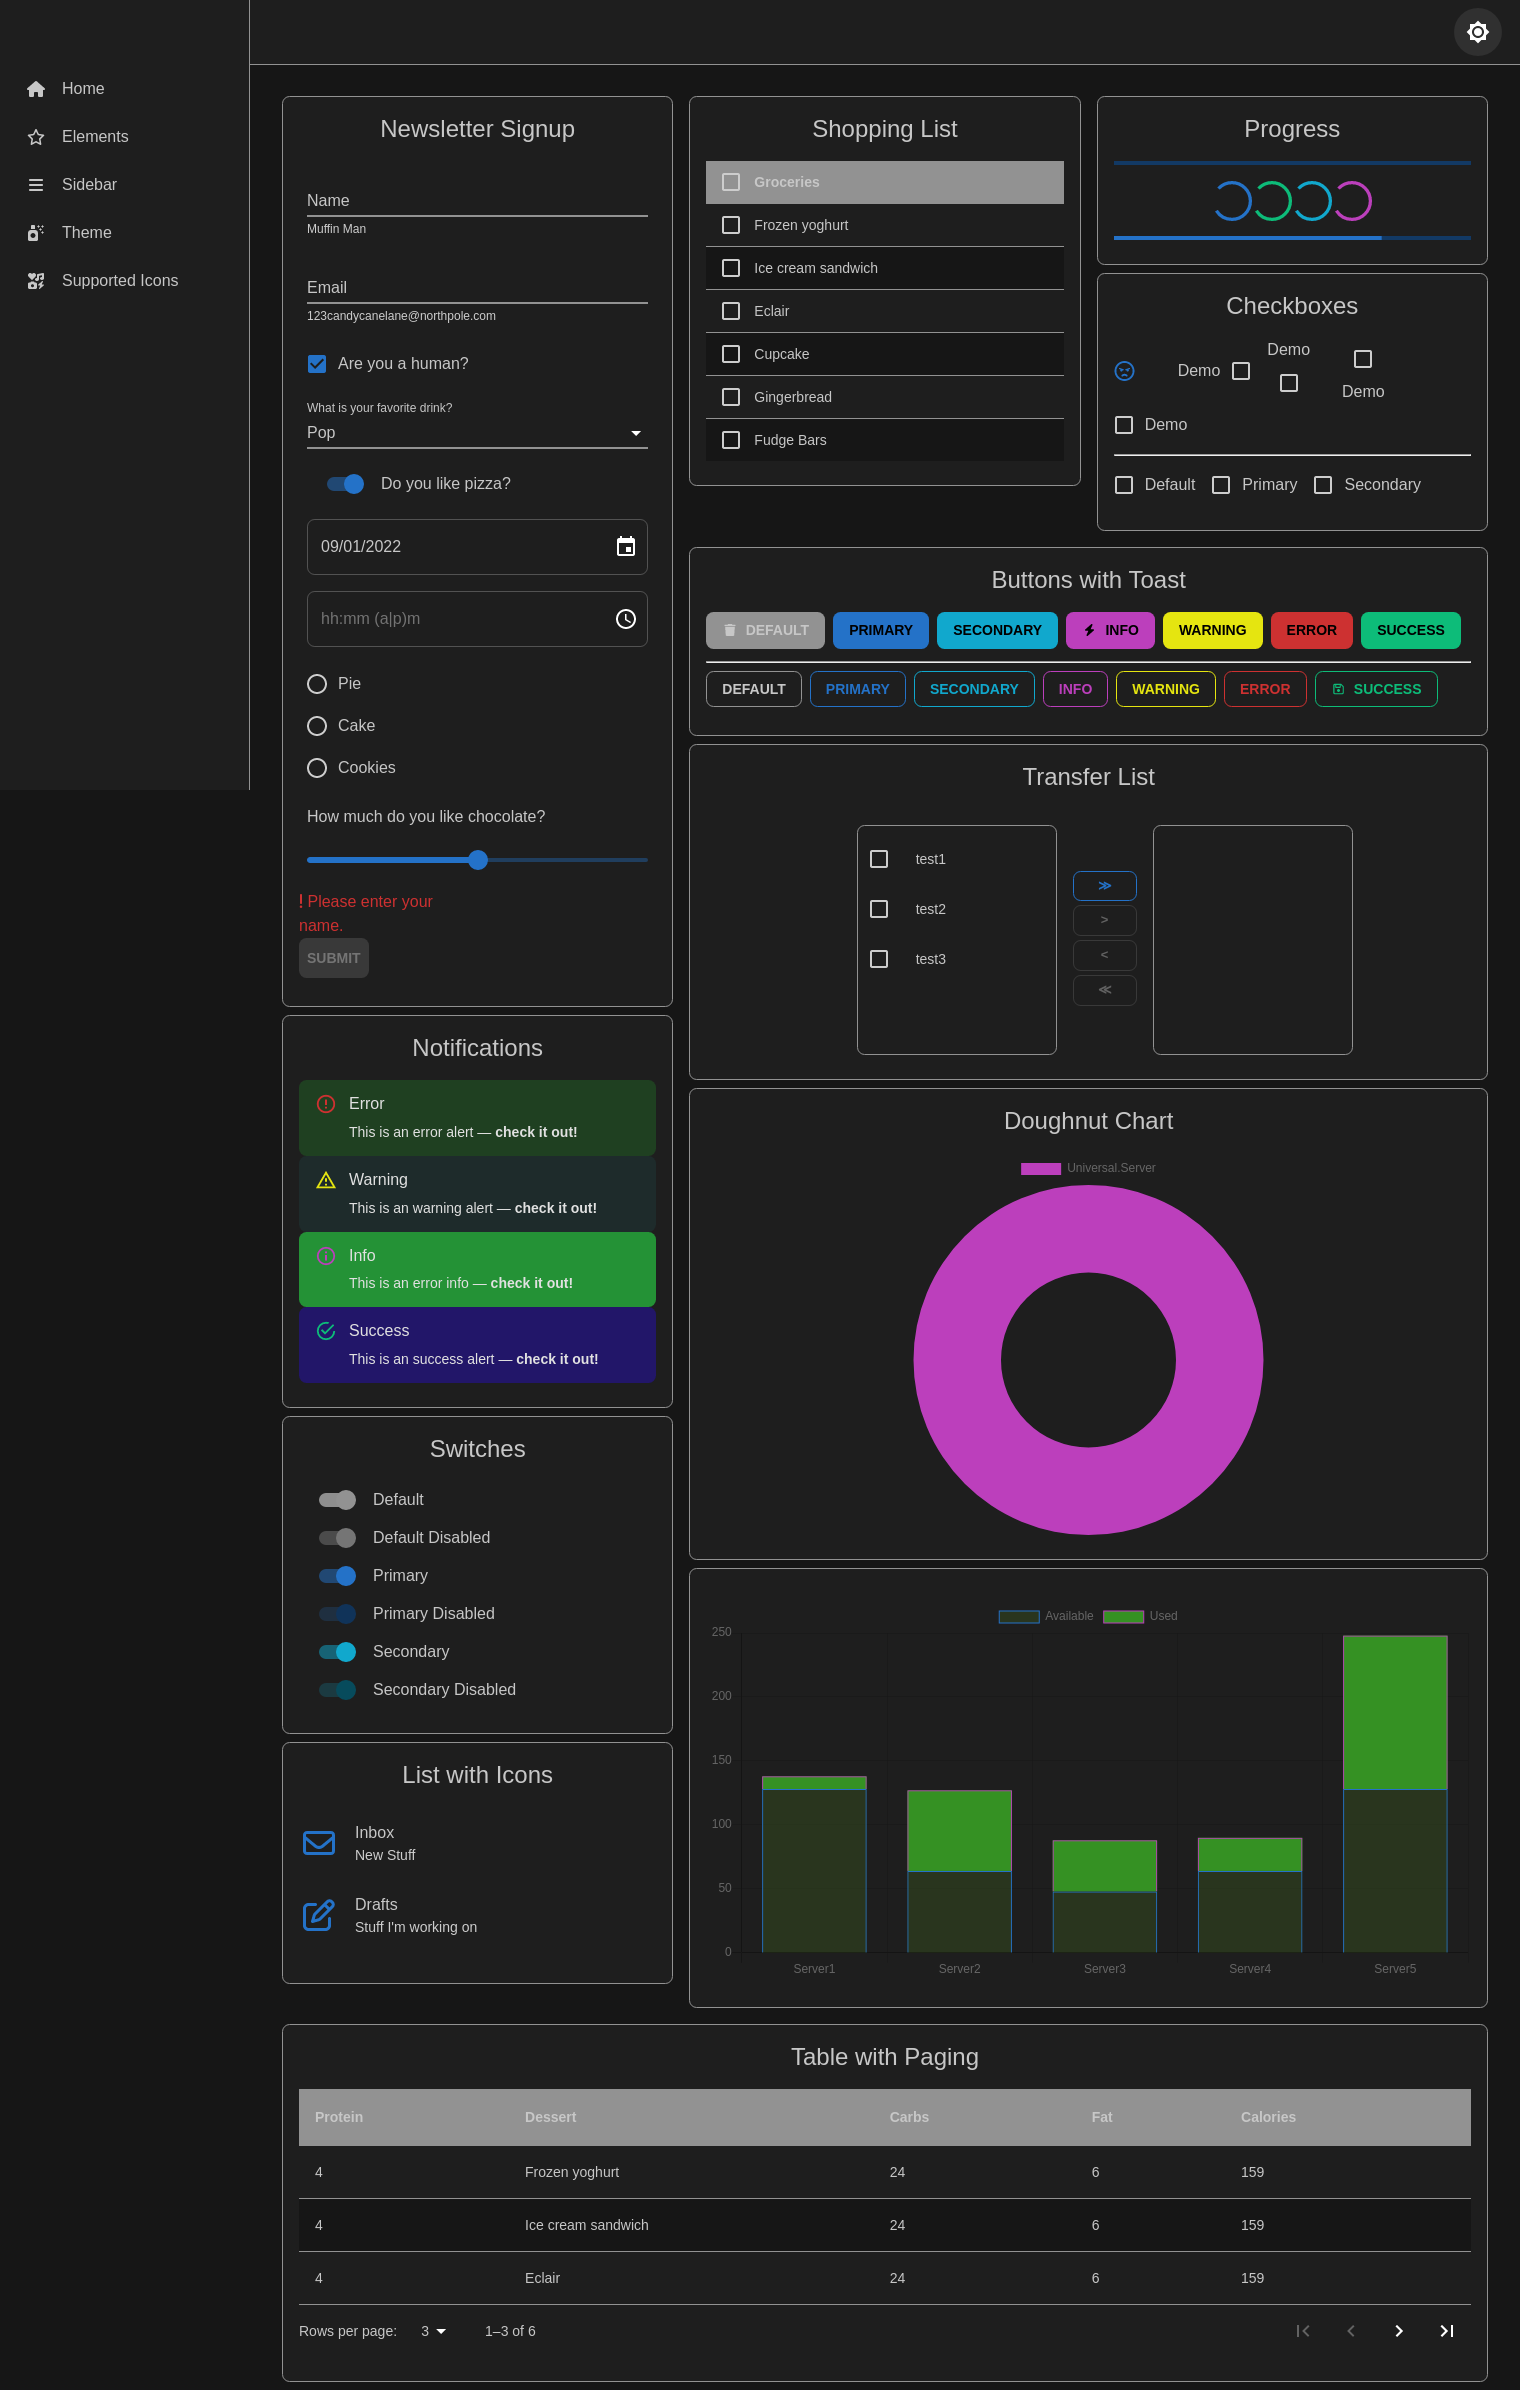 Home
Elements
Sidebar
Theme
Supported Icons
Newsletter Signup
Name
Muffin Man
Email
123candycanelane@northpole.com
Are you a human?
What is your favorite drink?
Pop
Do you like pizza?
09/01/2022
hh:mm (a|p)m
Pie
Cake
Cookies
How much do you like chocolate?
! Please enter your
name.
SUBMIT
Notifications
Error
This is an error alert — check it out!
Warning
This is an warning alert — check it out!
Info
This is an error info — check it out!
Success
This is an success alert — check it out!
Switches
Default
Default Disabled
Primary
Primary Disabled
Secondary
Secondary Disabled
List with Icons
Inbox
New Stuff
Drafts
Stuff I'm working on
Shopping List
Groceries
Frozen yoghurt
Ice cream sandwich
Eclair
Cupcake
Gingerbread
Fudge Bars
Progress
Checkboxes
Demo
Demo
Demo
Demo
Default Primary Secondary
Buttons with Toast
DEFAULT PRIMARY SECONDARY INFO WARNING ERROR SUCCESS
DEFAULT PRIMARY SECONDARY INFO WARNING ERROR SUCCESS
Transfer List
test1
test2
test3
≫
>
<
≪
Doughnut Chart
Universal.Server
Available Used
250
200
150
100
50
0
Server1 Server2 Server3 Server4 Server5
Table with Paging
Protein Dessert Carbs Fat Calories
4 Frozen yoghurt 24 6 159
4 Ice cream sandwich 24 6 159
4 Eclair 24 6 159
Rows per page: 3 1–3 of 6